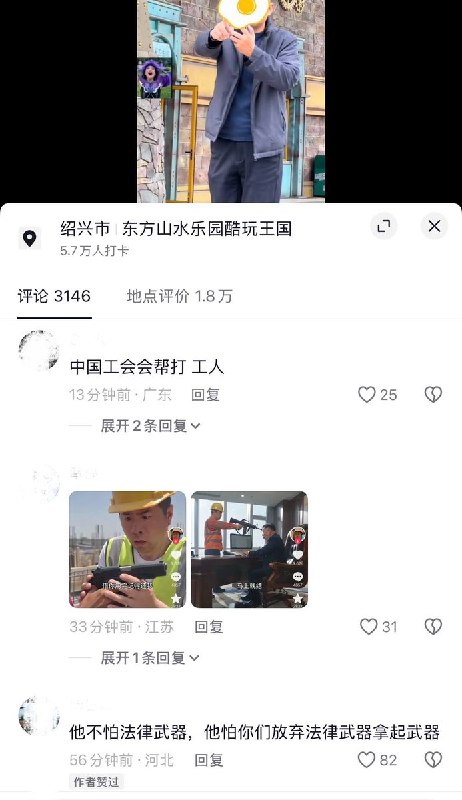 绍兴市 | 东方山水乐园酷玩王国
5.7万人打卡
评论 3146
地点评价 1.8万
中国工会会帮打 工人
13分钟前 · 广东 回复 25
展开2条回复
马上就结
33分钟前 · 江苏 回复 31
展开1条回复
他不怕法律武器，他怕你们放弃法律武器拿起武器
56分钟前 · 河北 回复 82
作者赞过